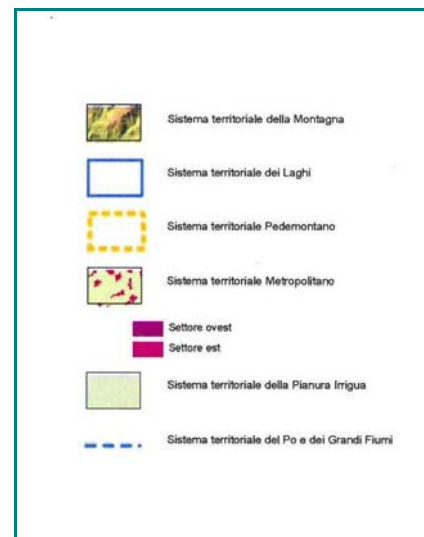 Sistema territoriale della Montagna
Sistema territoriale dei Laghi
Sistema territoriale Pedemontano
Sistema territoriale Metropolitano
Settore ovest
Settore est
Sistema territoriale della Pianura Irrigua
Sistema territoriale del Po e dei Grandi Fiumi